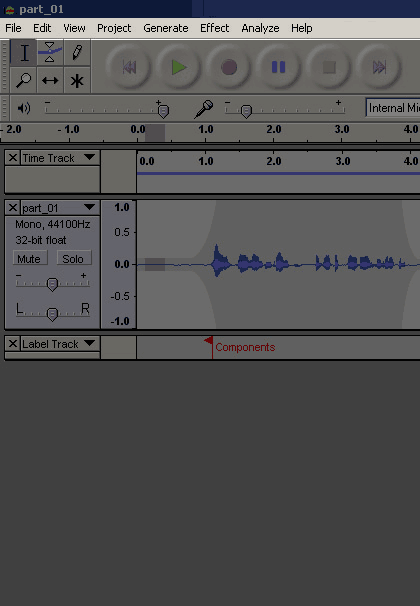 part_01
File Edit View Project Generate Effect Analyze Help
Internal Mi
- 2.0 - 1.0 0.0 1.0 2.0 3.0 4.0
Time Track
0.0 1.0 2.0 3.0 4.0
part_01
Mono, 44100Hz
32-bit float
Mute Solo
- +
L R
1.0
0.5
0.0
-0.5
-1.0
Label Track
Components